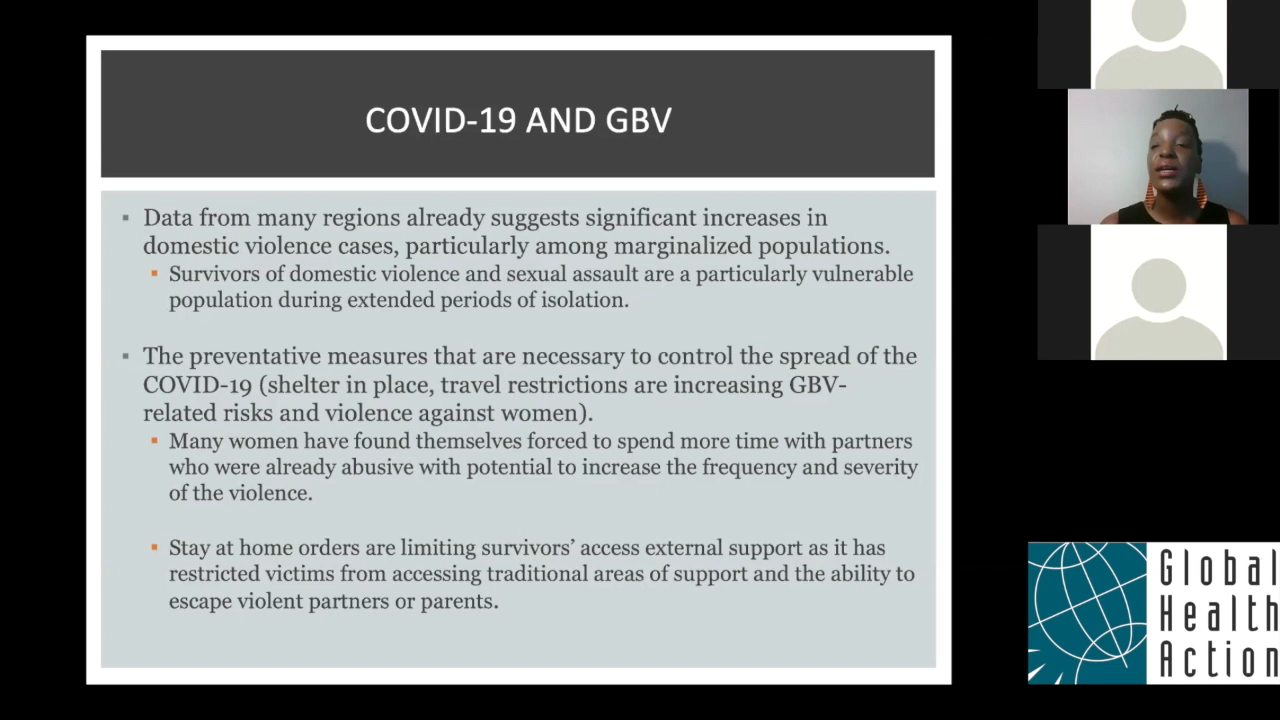 COVID-19 AND GBV
▪ Data from many regions already suggests significant increases in
domestic violence cases, particularly among marginalized populations.
▪ Survivors of domestic violence and sexual assault are a particularly vulnerable
population during extended periods of isolation.
▪ The preventative measures that are necessary to control the spread of the
COVID-19 (shelter in place, travel restrictions are increasing GBV-
related risks and violence against women).
▪ Many women have found themselves forced to spend more time with partners
who were already abusive with potential to increase the frequency and severity
of the violence.
▪ Stay at home orders are limiting survivors’ access external support as it has
restricted victims from accessing traditional areas of support and the ability to
escape violent partners or parents.
Global
Health
Action